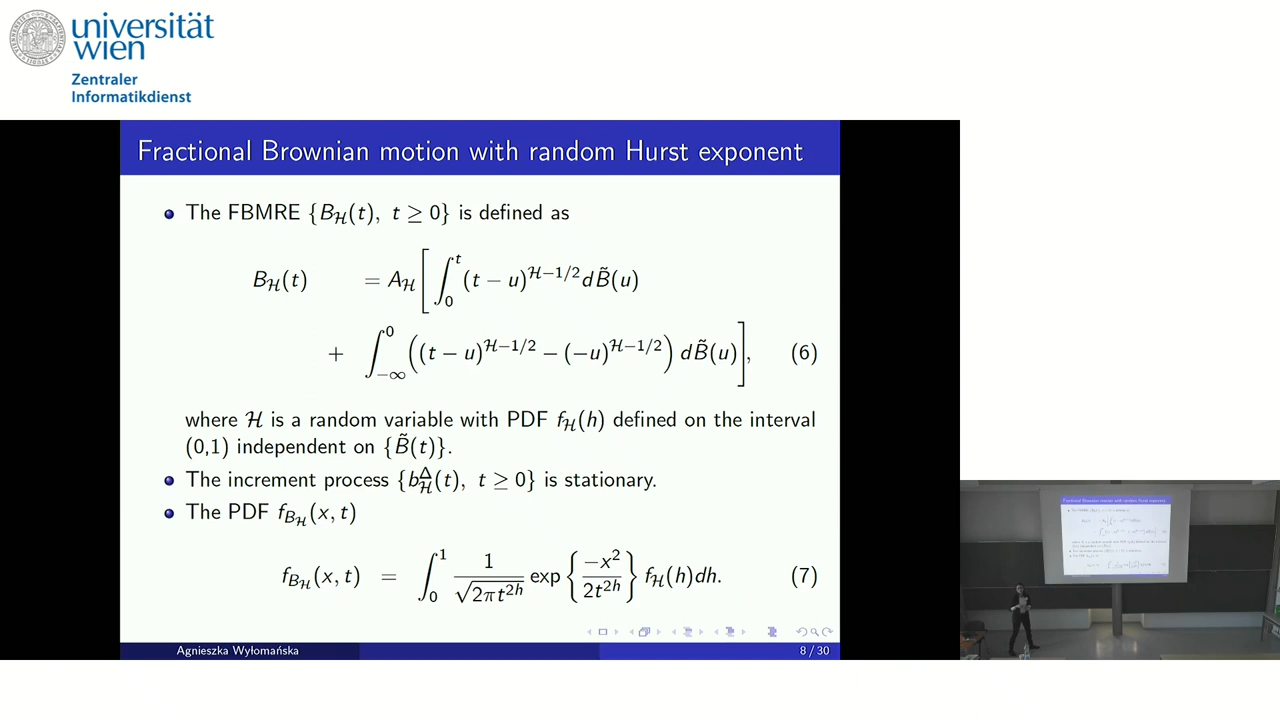 universität
wien
Zentraler
Informatikdienst
Fractional Brownian motion with random Hurst exponent
The FBMRE {B_ℋ(t), t ≥ 0} is defined as
B_ℋ(t) = A_ℋ [ ∫_0^t (t − u)^{ℋ−1/2} dB̃(u)
+ ∫_{−∞}^0 ((t − u)^{ℋ−1/2} − (−u)^{ℋ−1/2}) dB̃(u) ], (6)
where ℋ is a random variable with PDF f_ℋ(h) defined on the interval
(0,1) independent on {B̃(t)}.
The increment process {b_ℋ^Δ(t), t ≥ 0} is stationary.
The PDF f_{B_ℋ}(x, t)
f_{B_ℋ}(x, t) = ∫_0^1 1/√(2πt^{2h}) exp{−x²/2t^{2h}} f_ℋ(h)dh. (7)
Agnieszka Wyłomańska 8 / 30